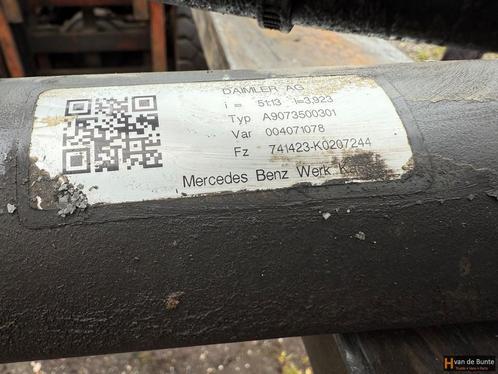 DAIMLER AG
i = 51:13 i=3,923
Typ A9073500301
Var 004071078
Fz 741423-K0207244
Mercedes Benz Werk
van de Bunte